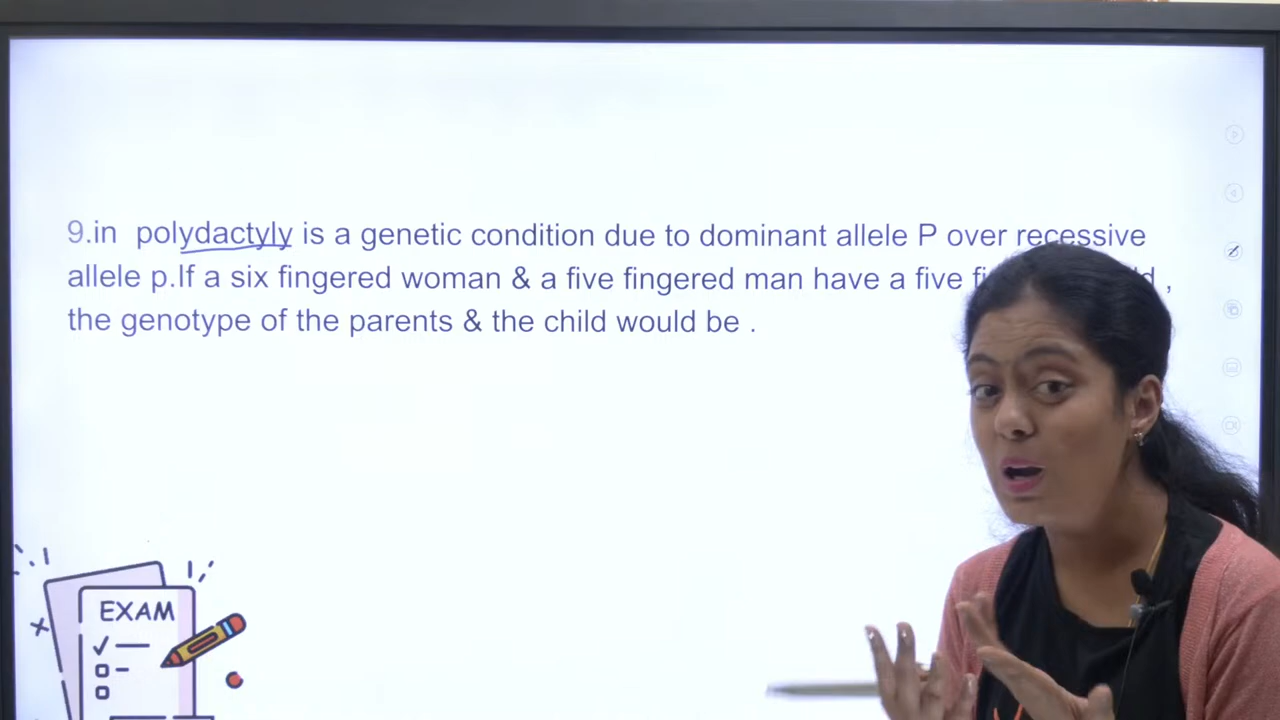 9.in polydactyly is a genetic condition due to dominant allele P over recessive
allele p.If a six fingered woman & a five fingered man have a five
the genotype of the parents & the child would be .
EXAM